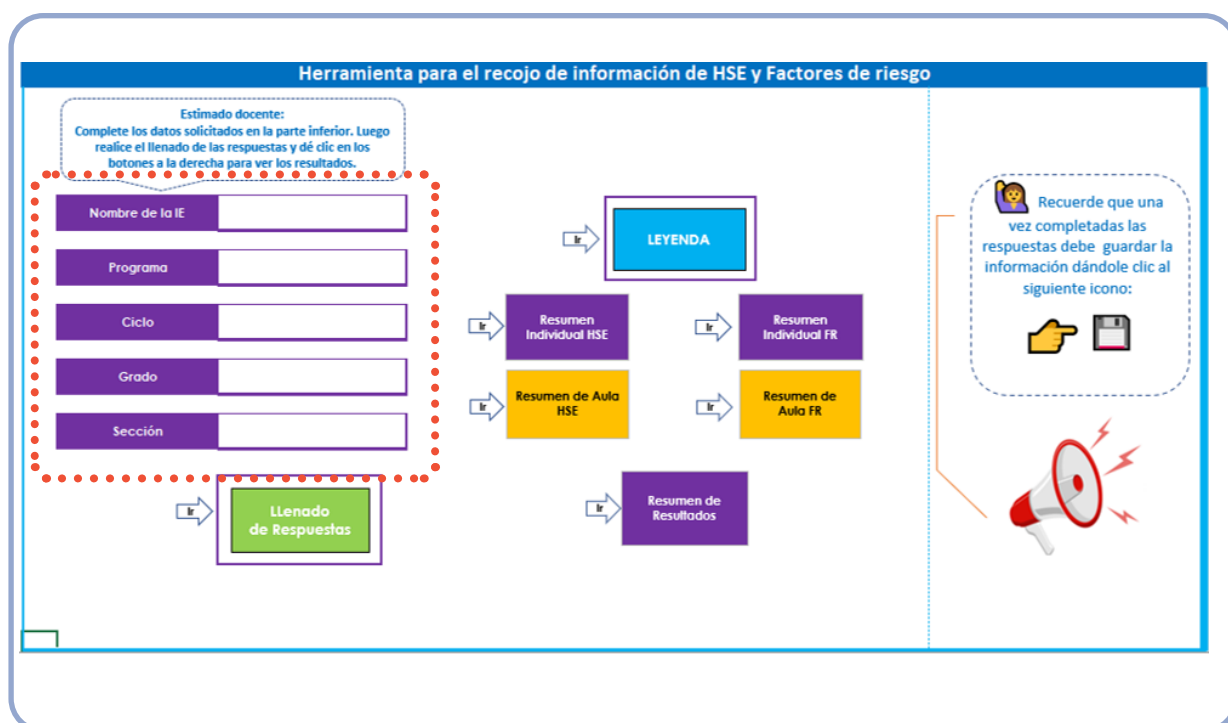 Herramienta para el recojo de información de HSE y Factores de riesgo
Estimado docente:
Complete los datos solicitados en la parte inferior. Luego
realice el llenado de las respuestas y dé clic en los
botones a la derecha para ver los resultados.
Nombre de la IE
Programa
Ciclo
Grado
Sección
Ir
LLenado
de Respuestas
Ir
LEYENDA
Ir
Resumen
Individual HSE
Ir
Resumen
Individual FR
Ir
Resumen de Aula
HSE
Ir
Resumen de
Aula FR
Ir
Resumen de
Resultados
Recuerde que una
vez completadas las
respuestas debe guardar la
información dándole clic al
siguiente icono: